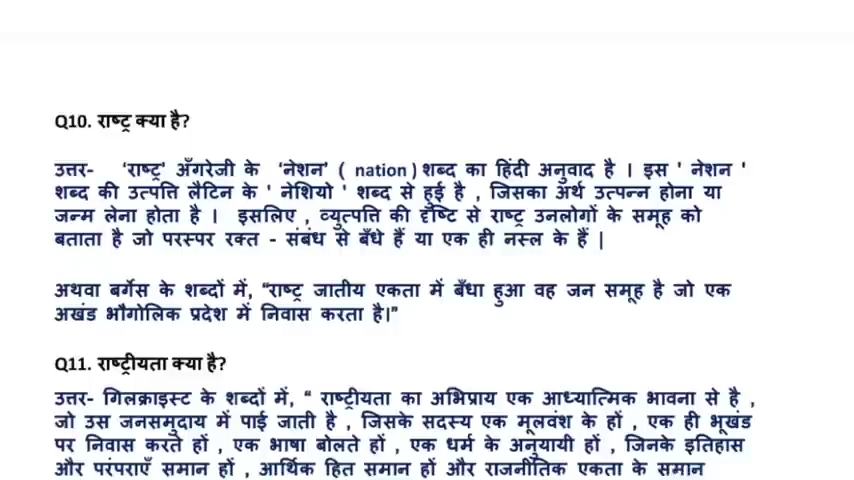 Q10. राष्ट्र क्या है?
उत्तर- ‘राष्ट्र’ अँगरेजी के ‘नेशन’ ( nation ) शब्द का हिंदी अनुवाद है । इस ' नेशन '
शब्द की उत्पत्ति लैटिन के ' नेशियो ' शब्द से हुई है , जिसका अर्थ उत्पन्न होना या
जन्म लेना होता है । इसलिए , व्युत्पत्ति की दृष्टि से राष्ट्र उनलोगों के समूह को
बताता है जो परस्पर रक्त - संबंध से बँधे हैं या एक ही नस्ल के हैं |
अथवा बर्गेस के शब्दों में, “राष्ट्र जातीय एकता में बँधा हुआ वह जन समूह है जो एक
अखंड भौगोलिक प्रदेश में निवास करता है।”
Q11. राष्ट्रीयता क्या है?
उत्तर- गिलक्राइस्ट के शब्दों में, “ राष्ट्रीयता का अभिप्राय एक आध्यात्मिक भावना से है ,
जो उस जनसमुदाय में पाई जाती है , जिसके सदस्य एक मूलवंश के हों , एक ही भूखंड
पर निवास करते हों , एक भाषा बोलते हों , एक धर्म के अनुयायी हों , जिनके इतिहास
और परंपराएँ समान हों , आर्थिक हित समान हों और राजनीतिक एकता के समान